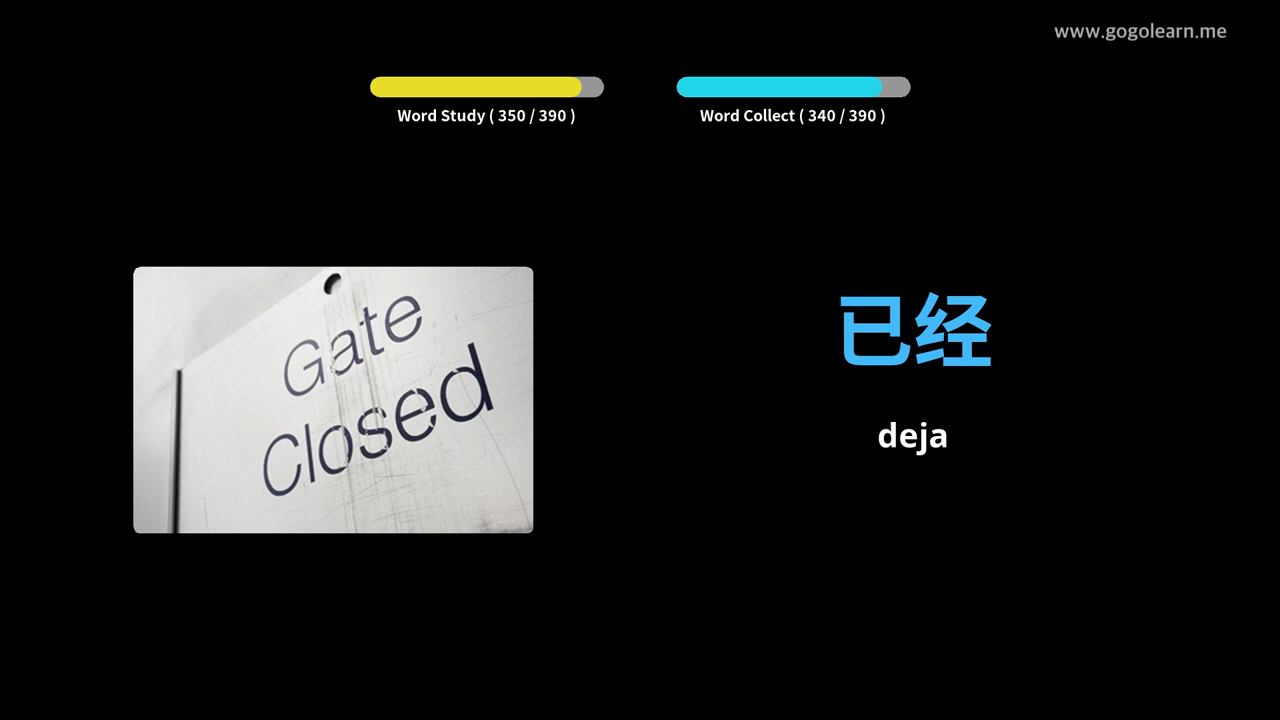 www.gogolearn.me
Word Study ( 350 / 390 )
Word Collect ( 340 / 390 )
Gate
Closed
已经
deja